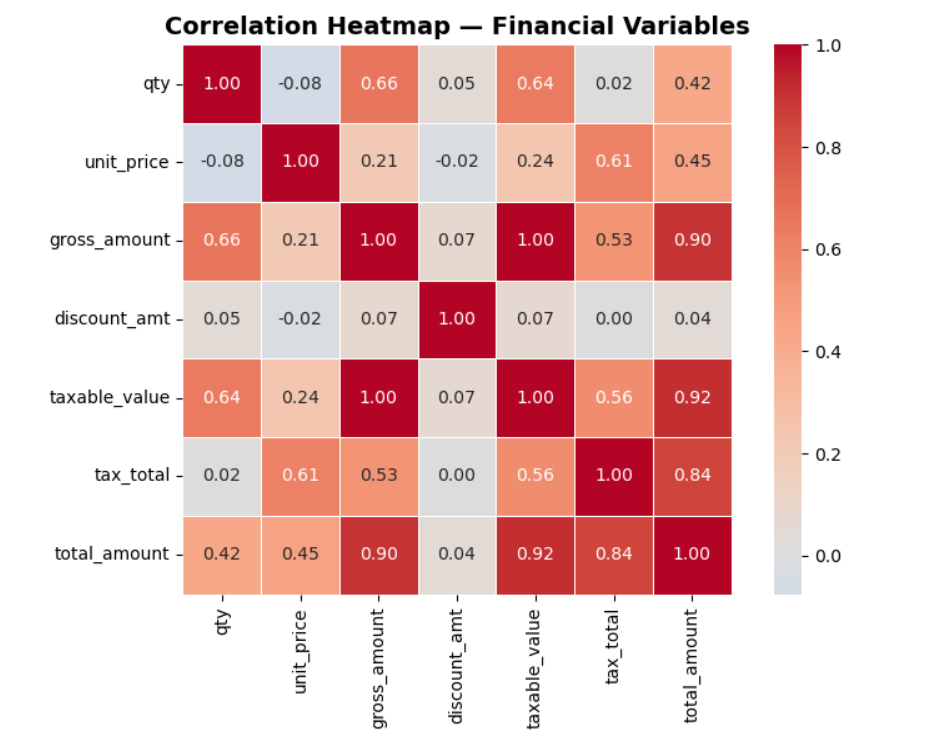 Correlation Heatmap — Financial Variables
1.0
qty 1.00 -0.08 0.66 0.05 0.64 0.02 0.42
0.8
unit_price -0.08 1.00 0.21 -0.02 0.24 0.61 0.45
gross_amount 0.66 0.21 1.00 0.07 1.00 0.53 0.90
0.6
discount_amt 0.05 -0.02 0.07 1.00 0.07 0.00 0.04
0.4
taxable_value 0.64 0.24 1.00 0.07 1.00 0.56 0.92
0.2
tax_total 0.02 0.61 0.53 0.00 0.56 1.00 0.84
total_amount 0.42 0.45 0.90 0.04 0.92 0.84 1.00
0.0
qty
unit_price
gross_amount
discount_amt
taxable_value
tax_total
total_amount